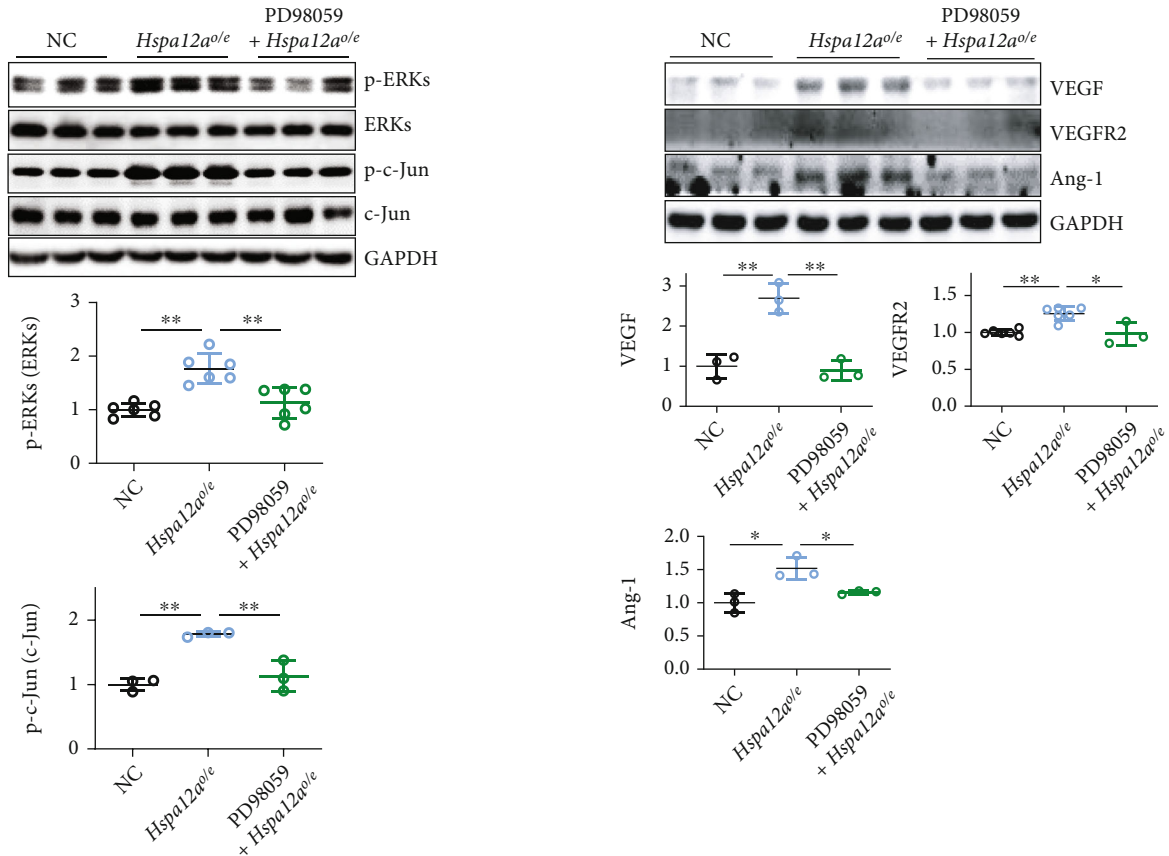 PD98059
NC Hspa12a^o/e + Hspa12a^o/e
p-ERKs
ERKs
p-c-Jun
c-Jun
GAPDH
3
2
1
0
p-ERKs (ERKs)
** **
NC
Hspa12a^o/e
PD98059
+ Hspa12a^o/e
2
1
0
p-c-Jun (c-Jun)
** **
NC
Hspa12a^o/e
PD98059
+ Hspa12a^o/e
PD98059
NC Hspa12a^o/e + Hspa12a^o/e
VEGF
VEGFR2
Ang-1
GAPDH
3
2
1
0
VEGF
** **
NC
Hspa12a^o/e
PD98059
+ Hspa12a^o/e
1.5
1.0
0.5
0.0
VEGFR2
** *
NC
Hspa12a^o/e
PD98059
+ Hspa12a^o/e
2.0
1.5
1.0
0.5
0.0
Ang-1
* *
NC
Hspa12a^o/e
PD98059
+ Hspa12a^o/e